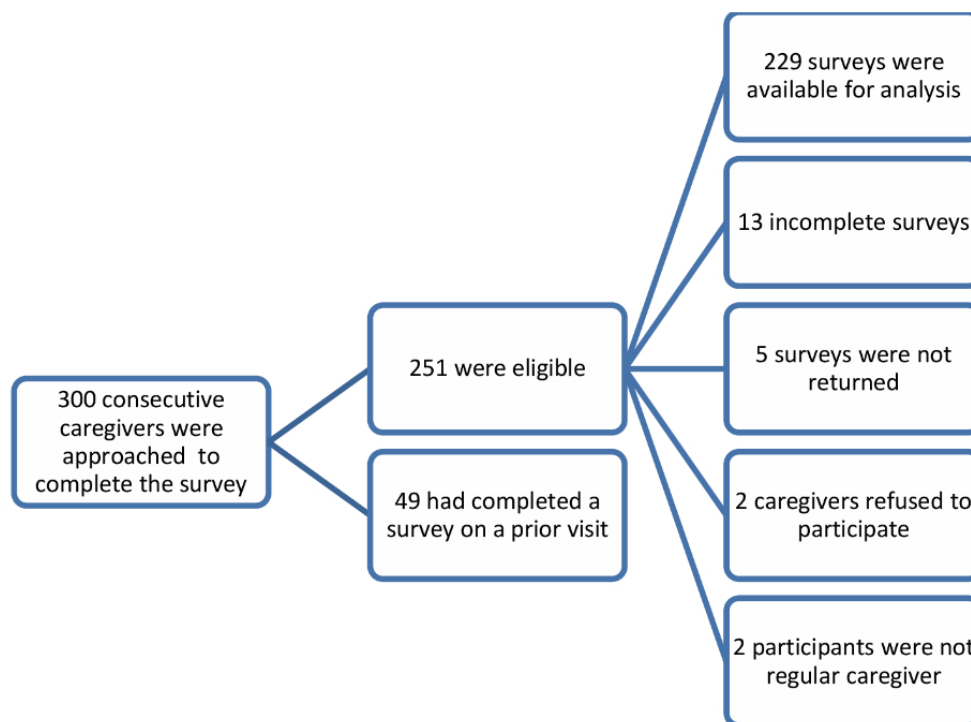 300 consecutive
caregivers were
approached to
complete the survey
251 were eligible
49 had completed a
survey on a prior visit
229 surveys were
available for analysis
13 incomplete surveys
5 surveys were not
returned
2 caregivers refused to
participate
2 participants were not
regular caregiver